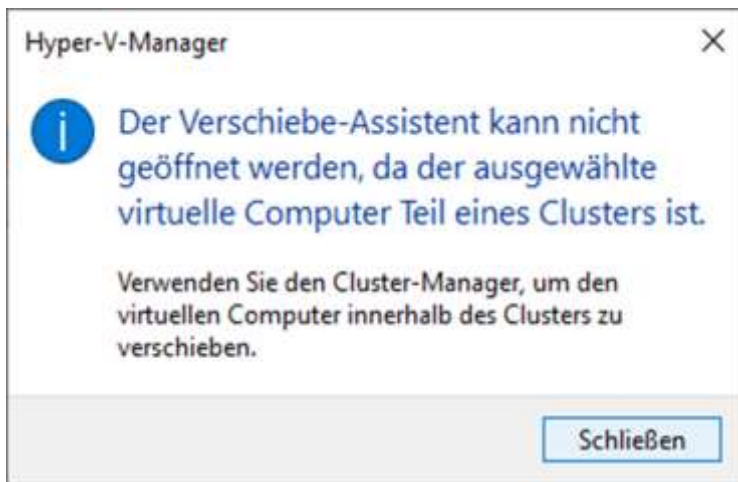 Hyper-V-Manager
Der Verschiebe-Assistent kann nicht
geöffnet werden, da der ausgewählte
virtuelle Computer Teil eines Clusters ist.
Verwenden Sie den Cluster-Manager, um den
virtuellen Computer innerhalb des Clusters zu
verschieben.
Schließen